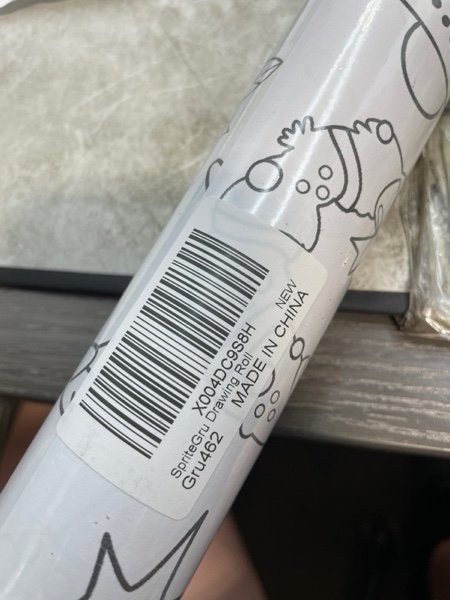 X004DC9S8H
SpriteGru Drawing Roll
Gru462
NEW
MADE IN CHINA